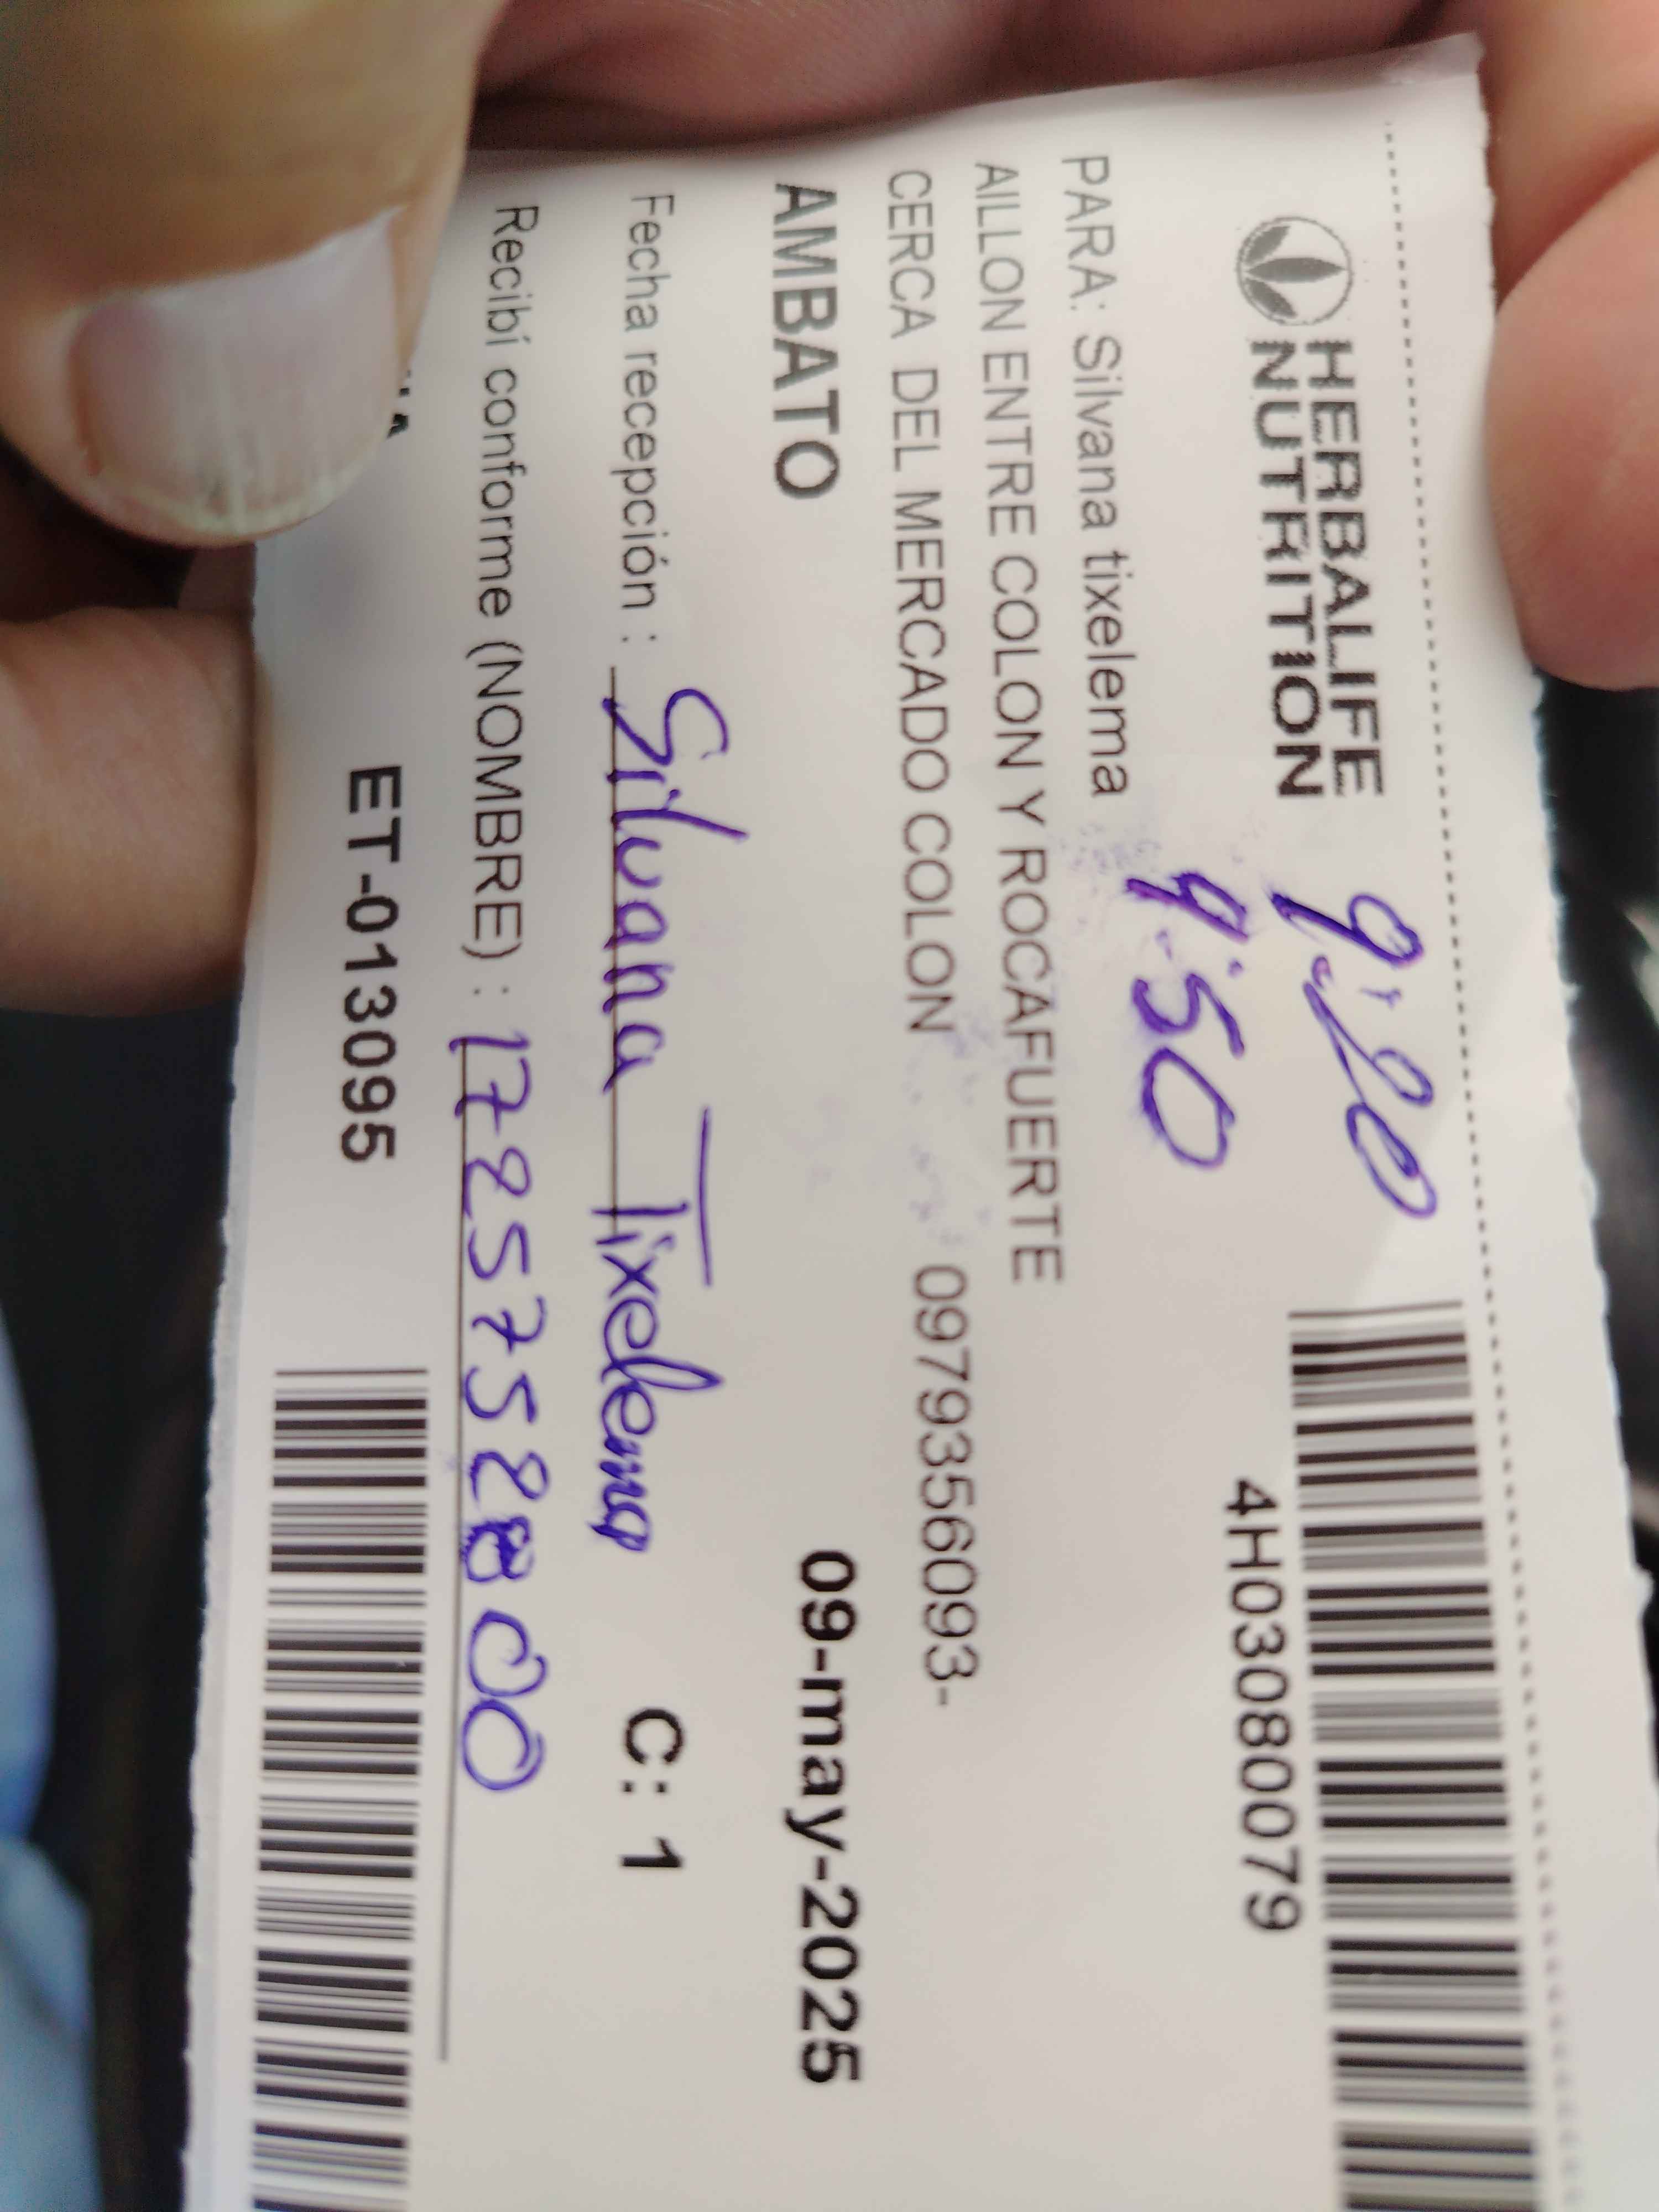 HERBALIFE
NUTRITION
9:20
4H03080079
PARA: Silvana tixelema
9:50
AILLON ENTRE COLON Y ROCAFUERTE
CERCA DEL MERCADO COLON 0979356093-
AMBATO 09-may-2025
Fecha recepción : Silvana Tixelema C: 1
Recibí conforme (NOMBRE) :
ET-013095